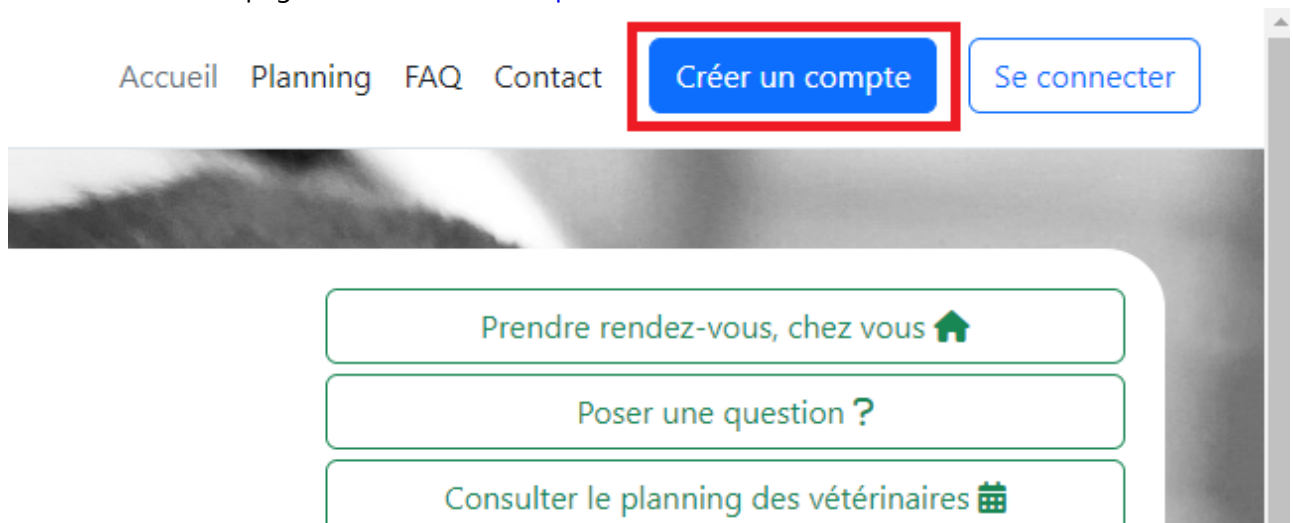 Accueil Planning FAQ Contact Créer un compte Se connecter
Prendre rendez-vous, chez vous
Poser une question ?
Consulter le planning des vétérinaires